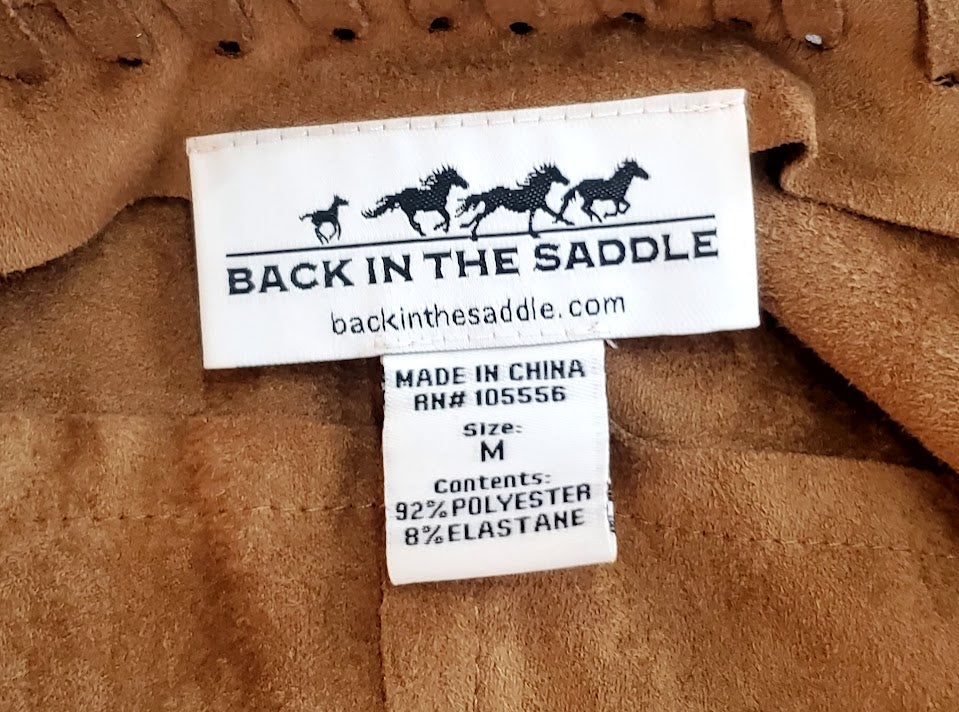 BACK IN THE SADDLE
backinthesaddle.com
MADE IN CHINA
RN# 105556
Size:
M
Contents:
92% POLYESTER
8% ELASTANE